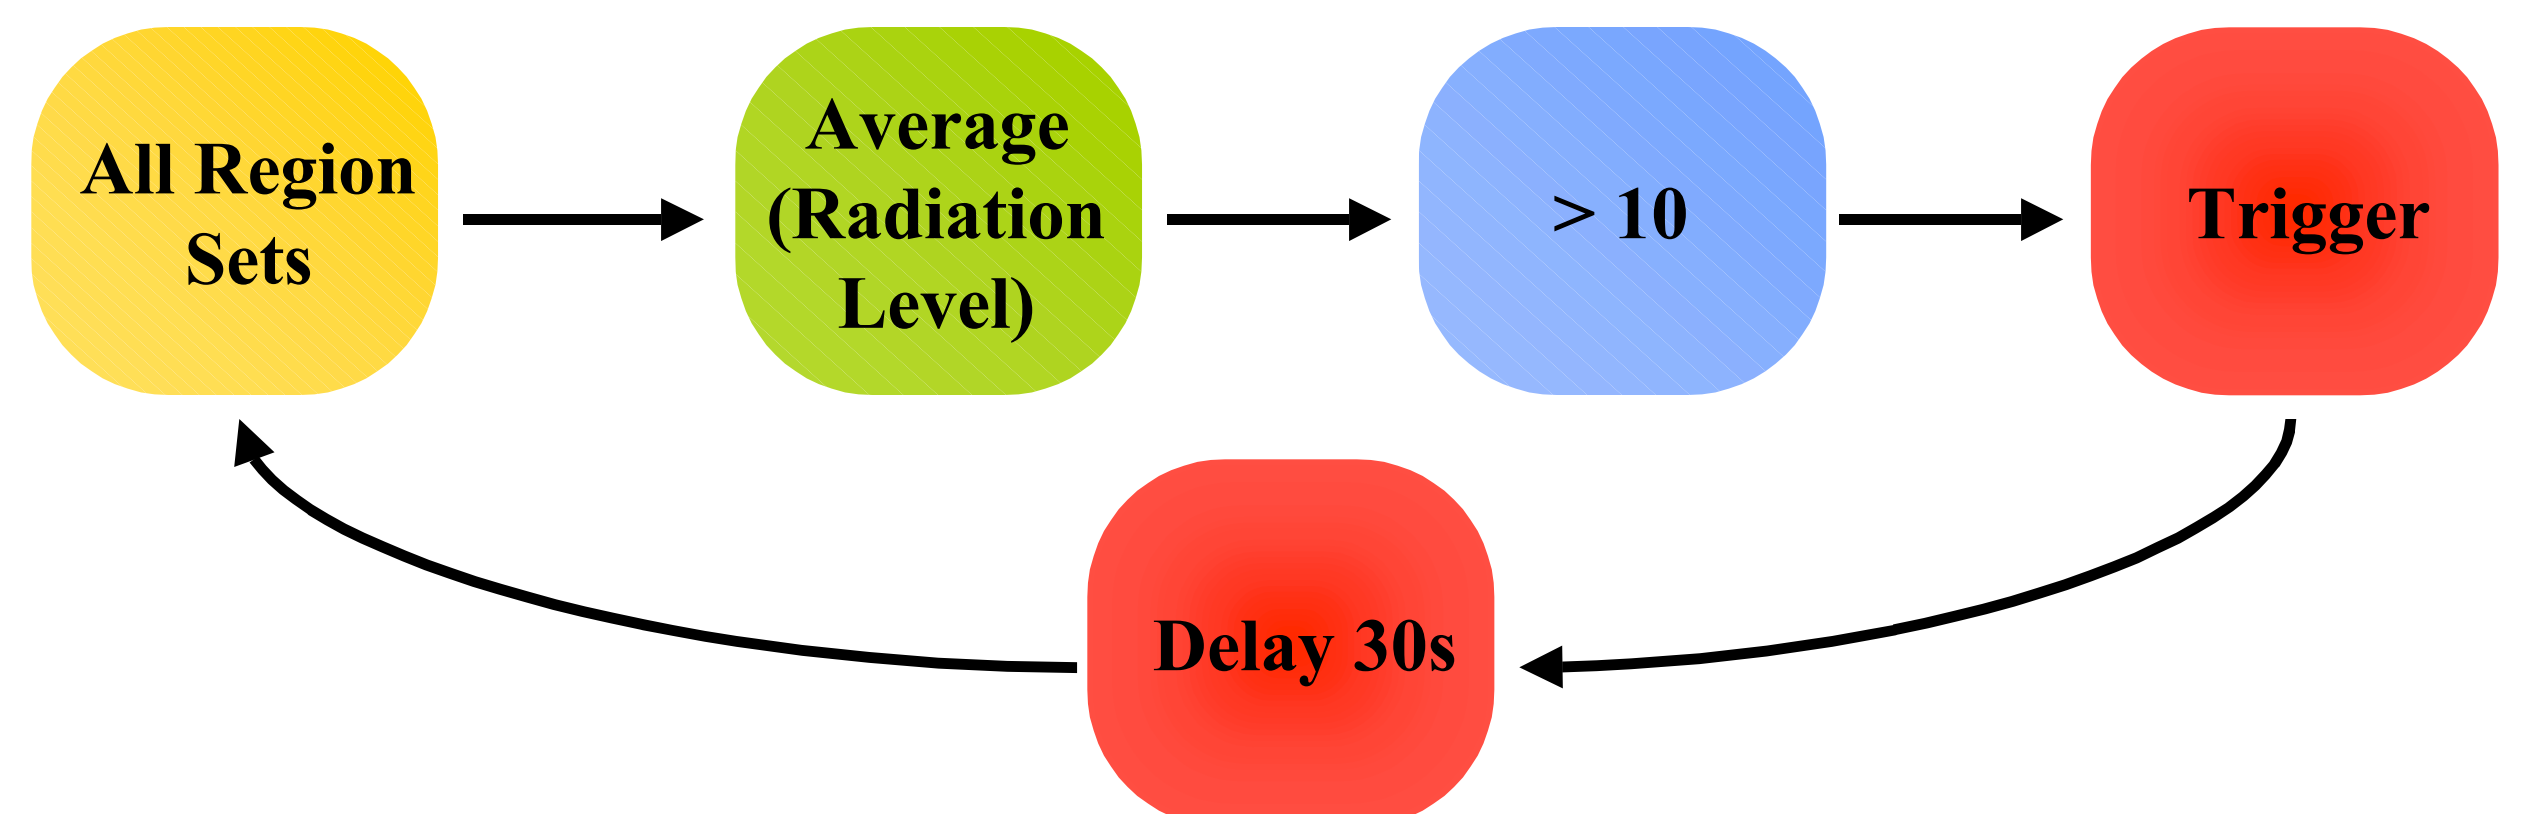 All Region
Sets
Average
(Radiation
Level)
> 10
Trigger
Delay 30s